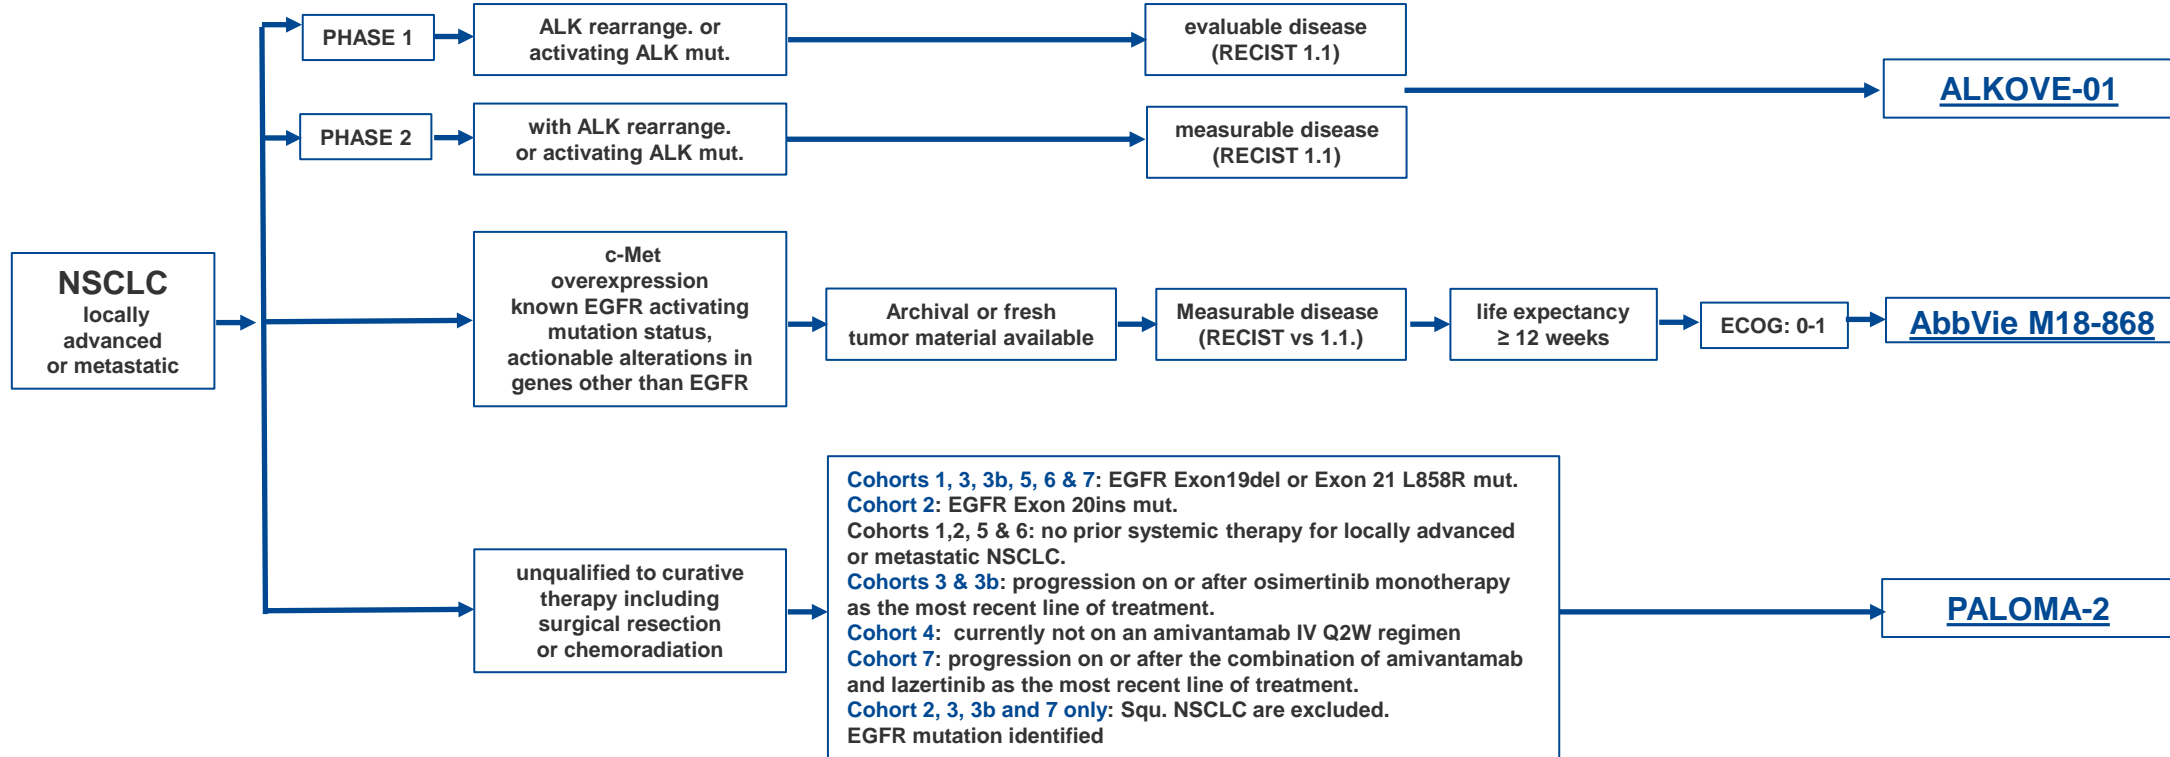 NSCLC
locally
advanced
or metastatic
PHASE 1
ALK rearrange. or
activating ALK mut.
evaluable disease
(RECIST 1.1)
ALKOVE-01
PHASE 2
with ALK rearrange.
or activating ALK mut.
measurable disease
(RECIST 1.1)
c-Met
overexpression
known EGFR activating
mutation status,
actionable alterations in
genes other than EGFR
Archival or fresh
tumor material available
Measurable disease
(RECIST vs 1.1.)
life expectancy
≥ 12 weeks
ECOG: 0-1
AbbVie M18-868
unqualified to curative
therapy including
surgical resection
or chemoradiation
Cohorts 1, 3, 3b, 5, 6 & 7: EGFR Exon19del or Exon 21 L858R mut.
Cohort 2: EGFR Exon 20ins mut.
Cohorts 1,2, 5 & 6: no prior systemic therapy for locally advanced
or metastatic NSCLC.
Cohorts 3 & 3b: progression on or after osimertinib monotherapy
as the most recent line of treatment.
Cohort 4: currently not on an amivantamab IV Q2W regimen
Cohort 7: progression on or after the combination of amivantamab
and lazertinib as the most recent line of treatment.
Cohort 2, 3, 3b and 7 only: Squ. NSCLC are excluded.
EGFR mutation identified
PALOMA-2